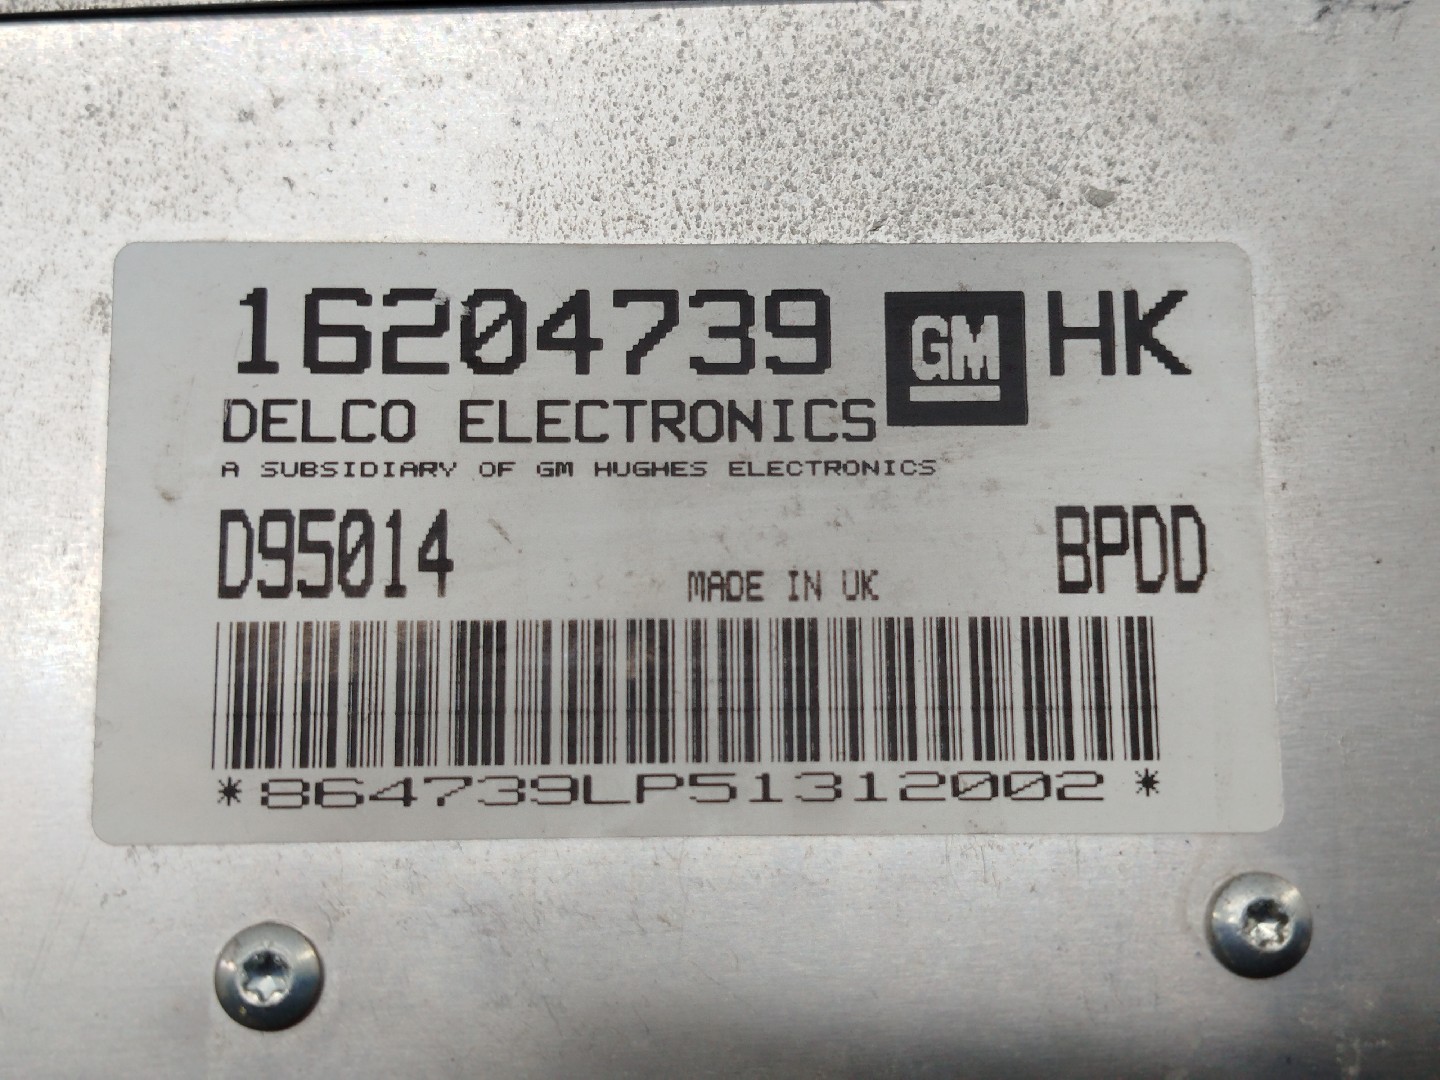 16204739 GM HK
DELCO ELECTRONICS
A SUBSIDIARY OF GM HUGHES ELECTRONICS
D95014 MADE IN UK BPDD
*864739LP51312002*